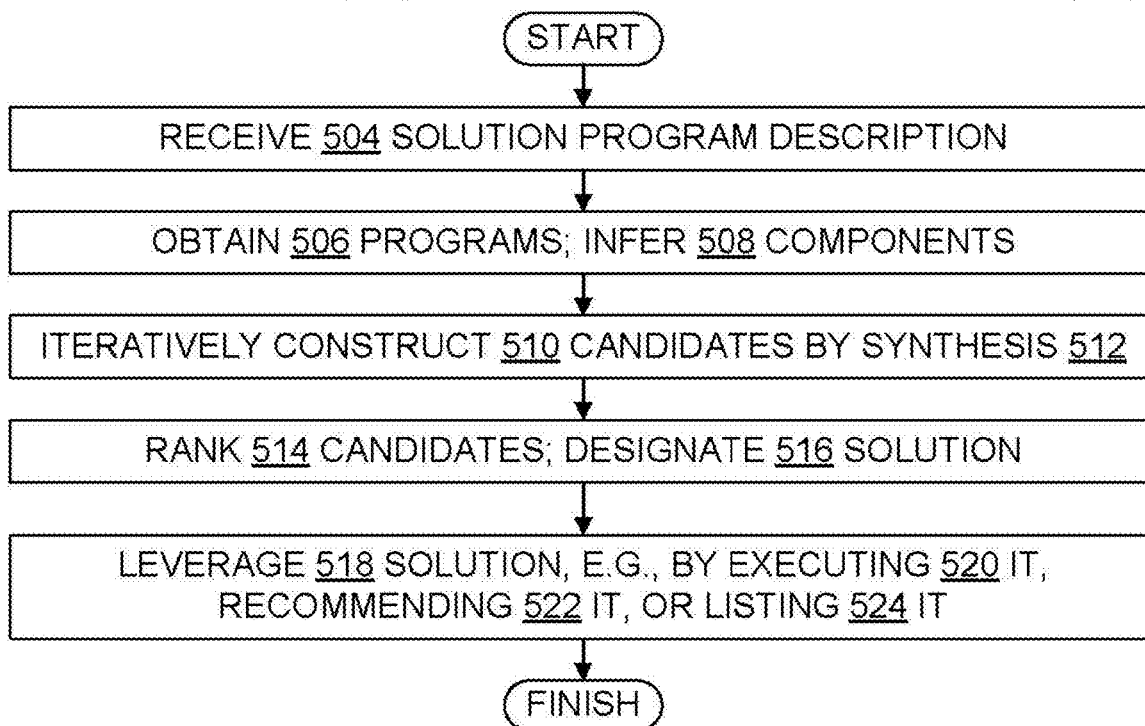 START
RECEIVE 504 SOLUTION PROGRAM DESCRIPTION
OBTAIN 506 PROGRAMS; INFER 508 COMPONENTS
ITERATIVELY CONSTRUCT 510 CANDIDATES BY SYNTHESIS 512
RANK 514 CANDIDATES; DESIGNATE 516 SOLUTION
LEVERAGE 518 SOLUTION, E.G., BY EXECUTING 520 IT,
RECOMMENDING 522 IT, OR LISTING 524 IT
FINISH